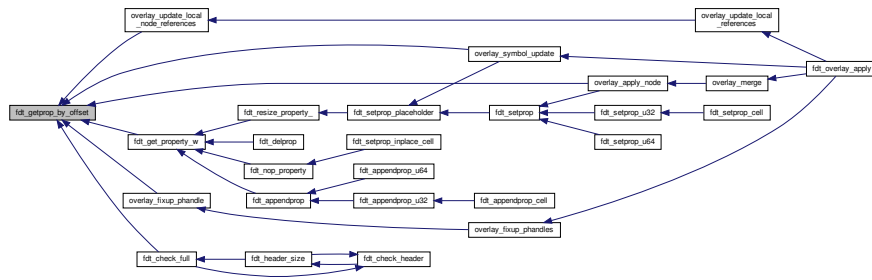 overlay_update_local
_node_references
overlay_update_local
_references
overlay_symbol_update
fdt_overlay_apply
overlay_apply_node
overlay_merge
fdt_getprop_by_offset
fdt_resize_property_
fdt_setprop_placeholder
fdt_setprop
fdt_setprop_u32
fdt_setprop_cell
fdt_get_property_w
fdt_delprop
fdt_setprop_inplace_cell
fdt_setprop_u64
fdt_nop_property
fdt_appendprop_u64
overlay_fixup_phandle
fdt_appendprop
fdt_appendprop_u32
fdt_appendprop_cell
overlay_fixup_phandles
fdt_check_full
fdt_header_size
fdt_check_header